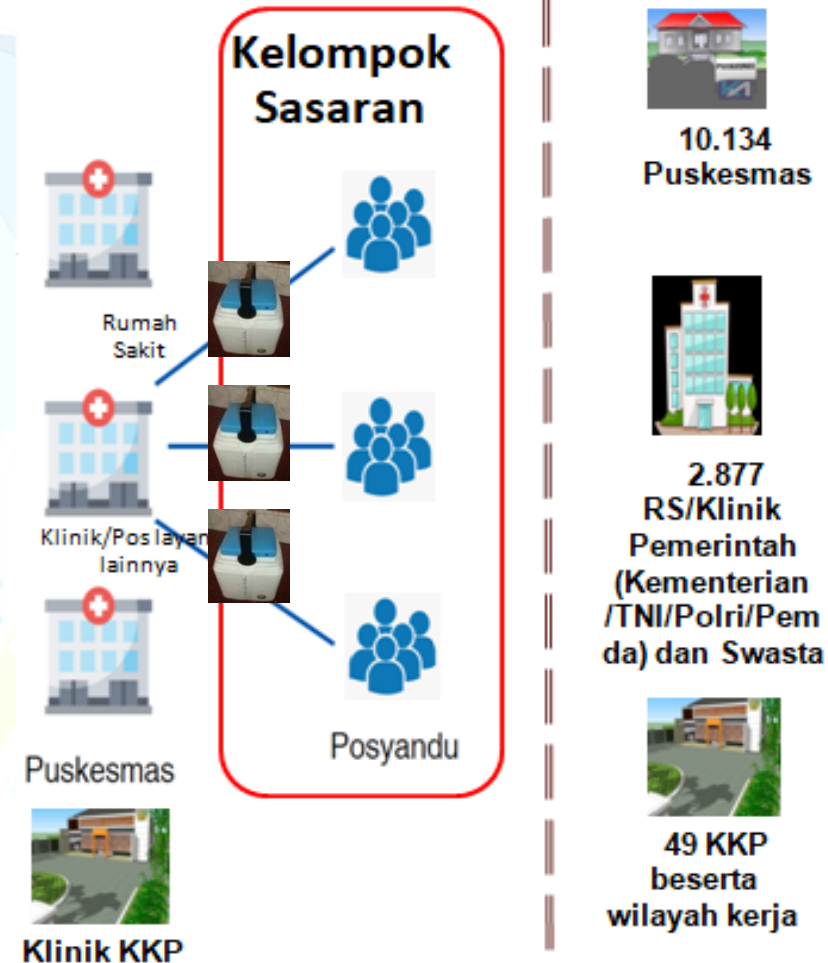 Kelompok
Sasaran
Rumah
Sakit
Klinik/Pos layan
lainnya
Puskesmas
Posyandu
Klinik KKP
10.134
Puskesmas
2.877
RS/Klinik
Pemerintah
(Kementerian
/TNI/Polri/Pem
da) dan Swasta
49 KKP
beserta
wilayah kerja